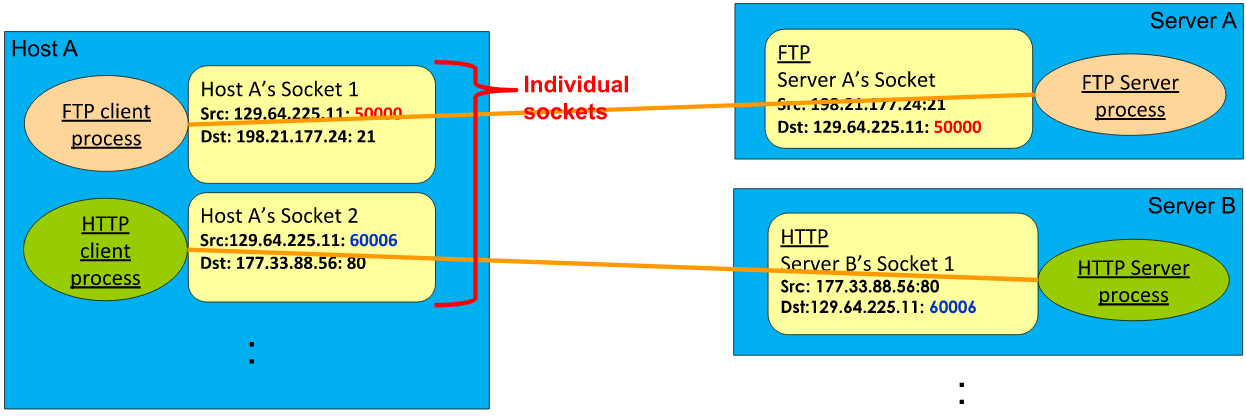 Host A
FTP client
process
Host A’s Socket 1
Src: 129.64.225.11: 50000
Dst: 198.21.177.24: 21
HTTP
client
process
Host A’s Socket 2
Src:129.64.225.11: 60006
Dst: 177.33.88.56: 80
:
Individual
sockets
Server A
FTP
Server A’s Socket
Src: 198.21.177.24:21
Dst: 129.64.225.11: 50000
FTP Server
process
Server B
HTTP
Server B’s Socket 1
Src: 177.33.88.56:80
Dst:129.64.225.11: 60006
HTTP Server
process
: